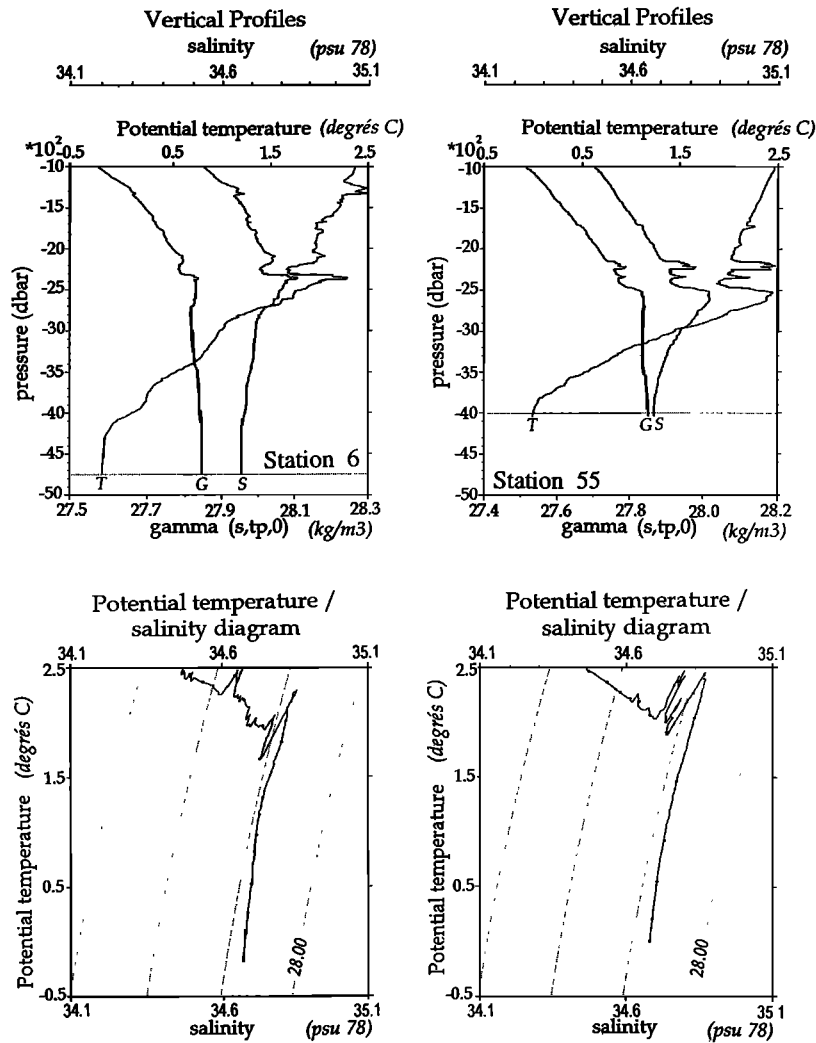 Vertical Profiles
salinity (psu 78)
34.1 34.6 35.1
Potential temperature (degrés C)
*10² -0.5 0.5 1.5 2.5
-10
-15
-20
-25
-30
-35
-40
-45
-50
pressure (dbar)
T G S
Station 6
27.5 27.7 27.9 28.1 28.3
gamma (s,tp,0) (kg/m3)
Vertical Profiles
salinity (psu 78)
34.1 34.6 35.1
Potential temperature (degrés C)
*10² 0.5 0.5 1.5 2.5
-10
-15
-20
-25
-30
-35
-40
-45
-50
pressure (dbar)
T G S
Station 55
27.4 27.6 27.8 28.0 28.2
gamma (s,tp,0) (kg/m3)
Potential temperature /
salinity diagram
34.1 34.6 35.1
2.5
1.5
0.5
-0.5
Potential temperature (degrés C)
28.00
34.1 34.6 35.1
salinity (psu 78)
Potential temperature /
salinity diagram
34.1 34.6 35.1
2.5
1.5
0.5
-0.5
Potential temperature (degrés C)
28.00
34.1 34.6 35.1
salinity (psu 78)